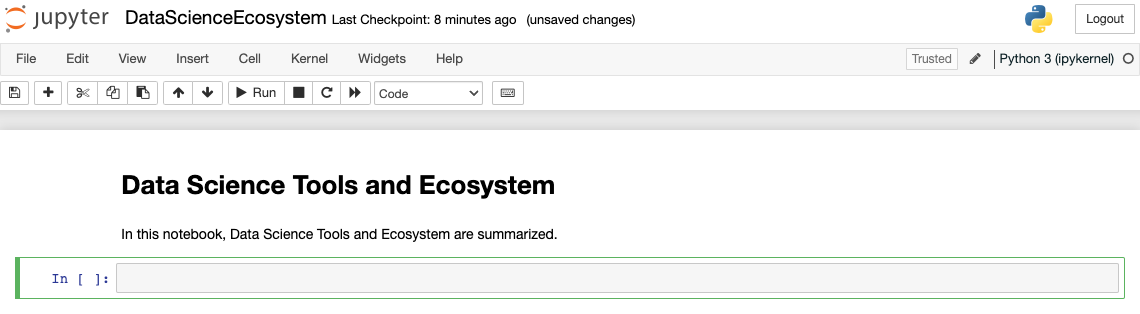 jupyter DataScienceEcosystem Last Checkpoint: 8 minutes ago (unsaved changes) Logout
File Edit View Insert Cell Kernel Widgets Help Trusted Python 3 (ipykernel)
Run Code
Data Science Tools and Ecosystem
In this notebook, Data Science Tools and Ecosystem are summarized.
In [ ]: